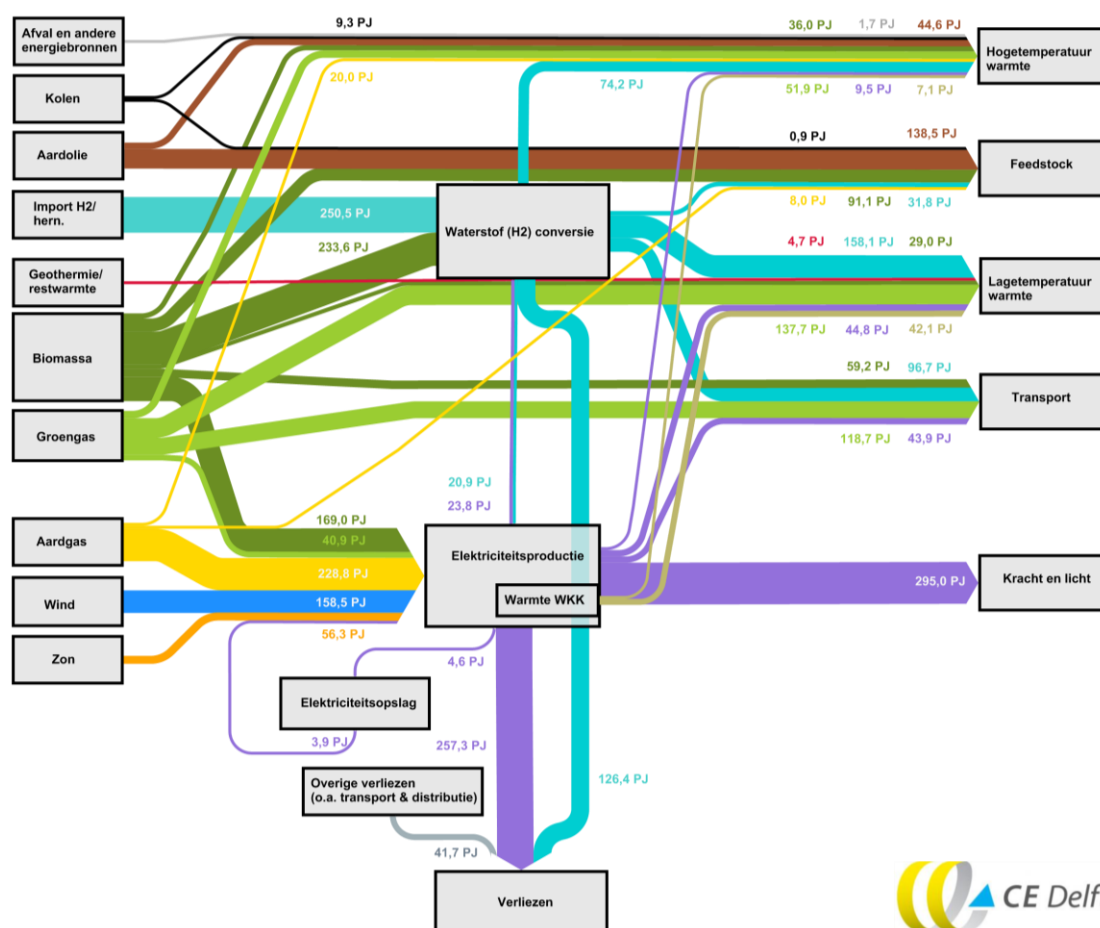 9,3 PJ
36,0 PJ
1,7 PJ
44,6 PJ
Afval en andere
energiebronnen
Hogetemperatuur
warmte
20,0 PJ
74,2 PJ
51,9 PJ
9,5 PJ
7,1 PJ
Kolen
0,9 PJ
138,5 PJ
Aardolie
Feedstock
8,0 PJ
91,1 PJ
31,8 PJ
Import H2/
hern.
250,5 PJ
Waterstof (H2) conversie
233,6 PJ
4,7 PJ
158,1 PJ
29,0 PJ
Geothermie/
restwarmte
Lagetemperatuur
warmte
137,7 PJ
44,8 PJ
42,1 PJ
Biomassa
59,2 PJ
96,7 PJ
Transport
Groengas
118,7 PJ
43,9 PJ
20,9 PJ
23,8 PJ
169,0 PJ
Aardgas
40,9 PJ
Elektriciteitsproductie
228,8 PJ
295,0 PJ
Kracht en licht
Wind
158,5 PJ
Warmte WKK
56,3 PJ
Zon
4,6 PJ
Elektriciteitsopslag
3,9 PJ
257,3 PJ
126,4 PJ
Overige verliezen
(o.a. transport & distributie)
41,7 PJ
Verliezen
CE Delf